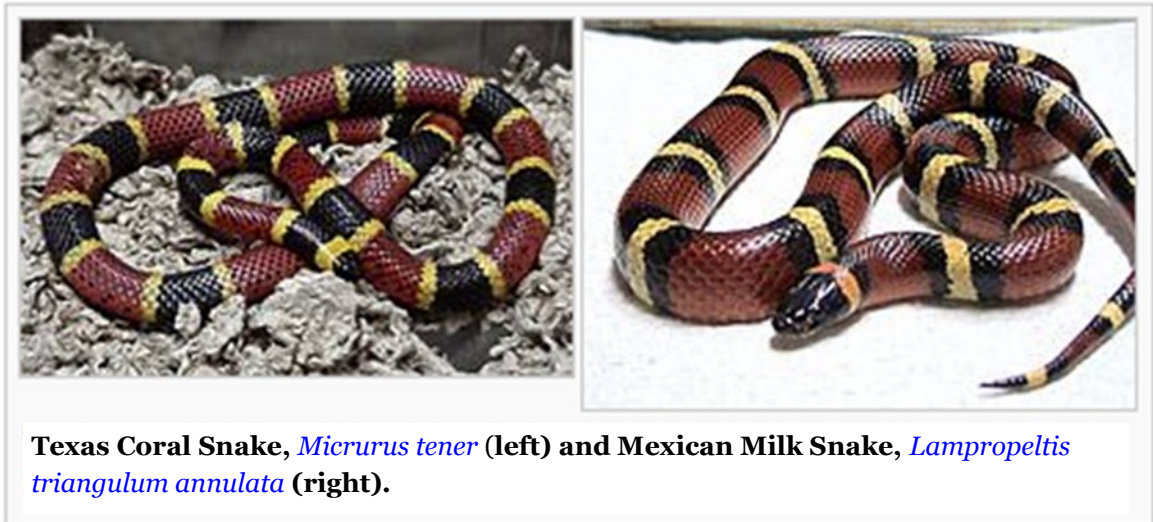 Texas Coral Snake, Micrurus tener (left) and Mexican Milk Snake, Lampropeltis
triangulum annulata (right).